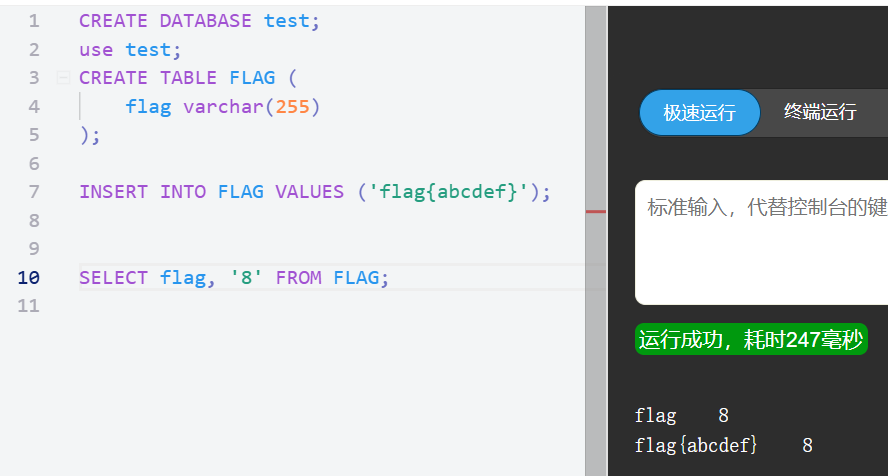 1 CREATE DATABASE test;
2 use test;
3 CREATE TABLE FLAG (
4 flag varchar(255)
5 );
6
7 INSERT INTO FLAG VALUES ('flag{abcdef}');
8
9
10 SELECT flag, '8' FROM FLAG;
11
极速运行 终端运行
标准输入，代替控制台的键
运行成功，耗时247毫秒
flag 8
flag{abcdef} 8